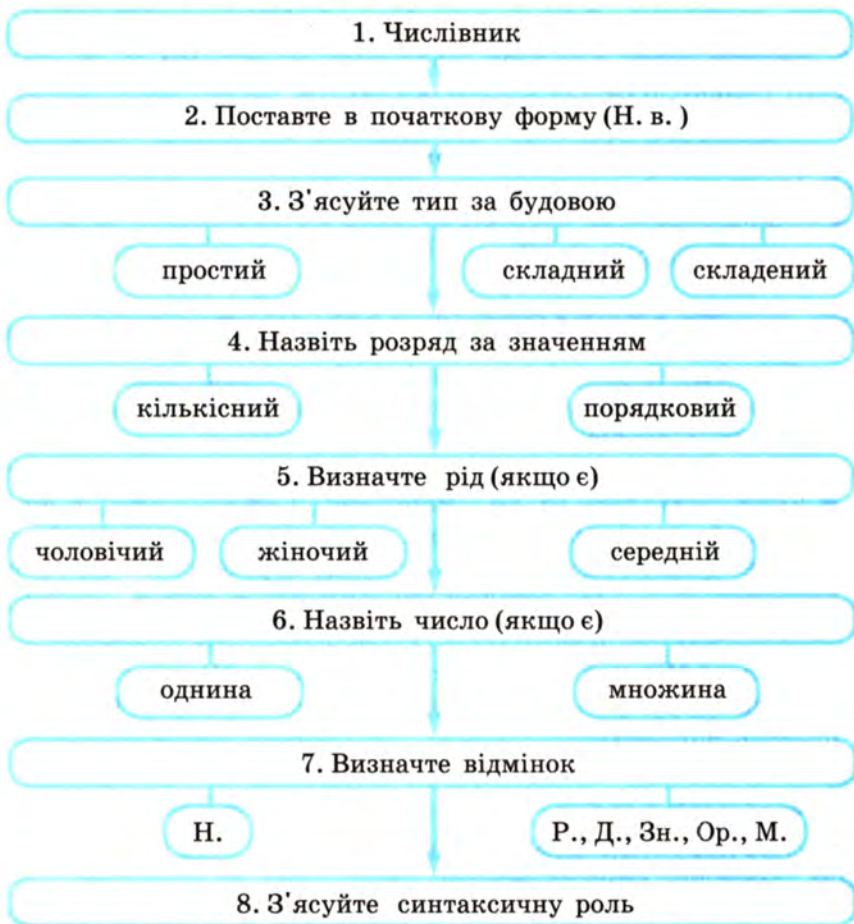 1. Числівник
2. Поставте в початкову форму (Н. в. )
3. З'ясуйте тип за будовою
простий складний складений
4. Назвіть розряд за значенням
кількісний порядковий
5. Визначте рід (якщо є)
чоловічий жіночий середній
6. Назвіть число (якщо є)
однина множина
7. Визначте відмінок
Н. Р., Д., Зн., Ор., М.
8. З'ясуйте синтаксичну роль